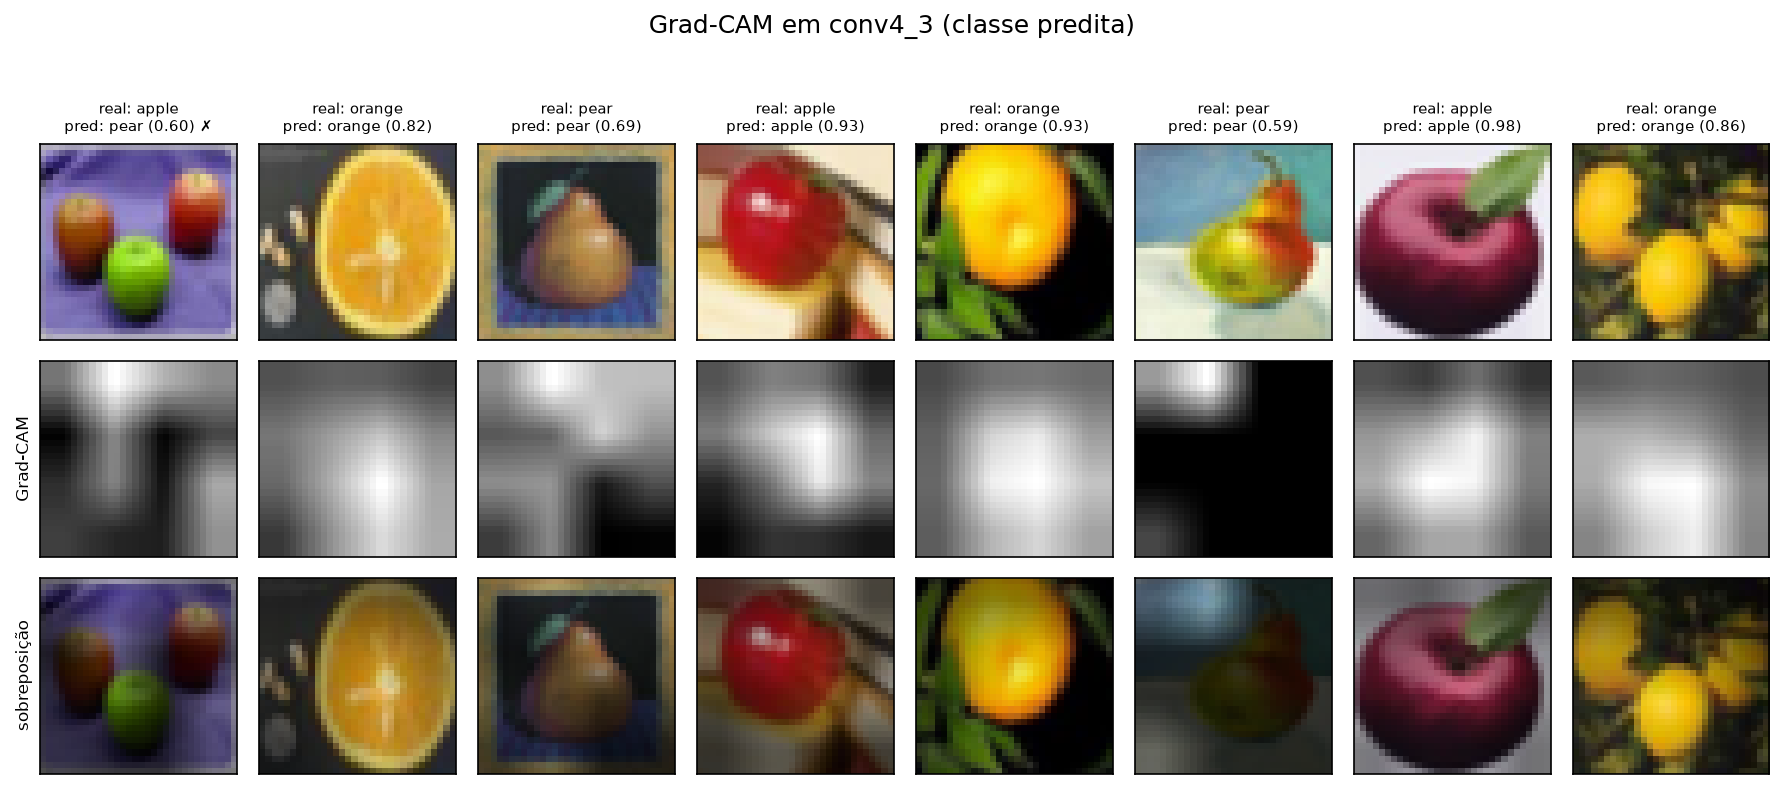 Grad-CAM em conv4_3 (classe predita)
real: apple
pred: pear (0.60) ✗
real: orange
pred: orange (0.82)
real: pear
pred: pear (0.69)
real: apple
pred: apple (0.93)
real: orange
pred: orange (0.93)
real: pear
pred: pear (0.59)
real: apple
pred: apple (0.98)
real: orange
pred: orange (0.86)
Grad-CAM
sobreposição